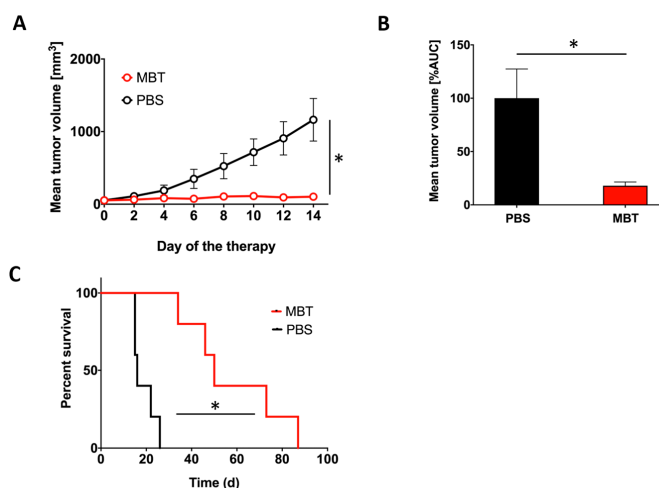 A
Mean tumor volume [mm³]
2000
1000
0
MBT
PBS
*
0 2 4 6 8 10 12 14
Day of the therapy
B
Mean tumor volume [%AUC]
150
100
50
0
*
PBS MBT
C
Percent survival
100
50
0
MBT
PBS
*
0 20 40 60 80 100
Time (d)